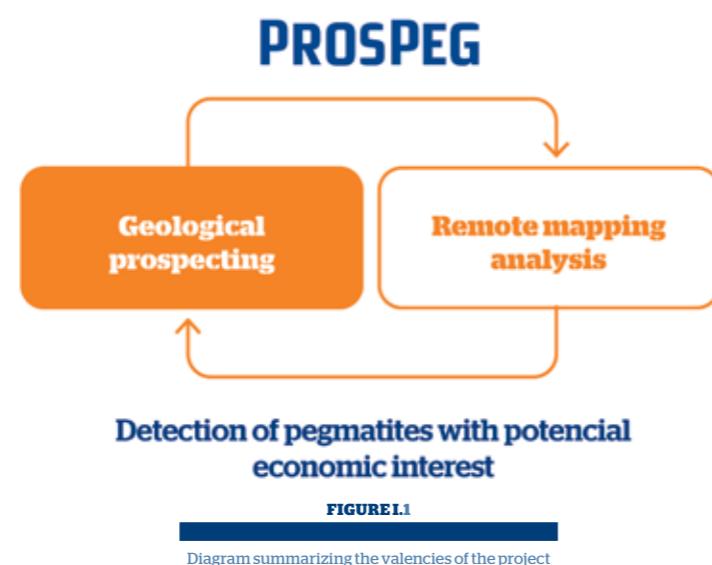 PROSPEG
Geological
prospecting
Remote mapping
analysis
Detection of pegmatites with potencial
economic interest
FIGURE I.1
Diagram summarizing the valencies of the project